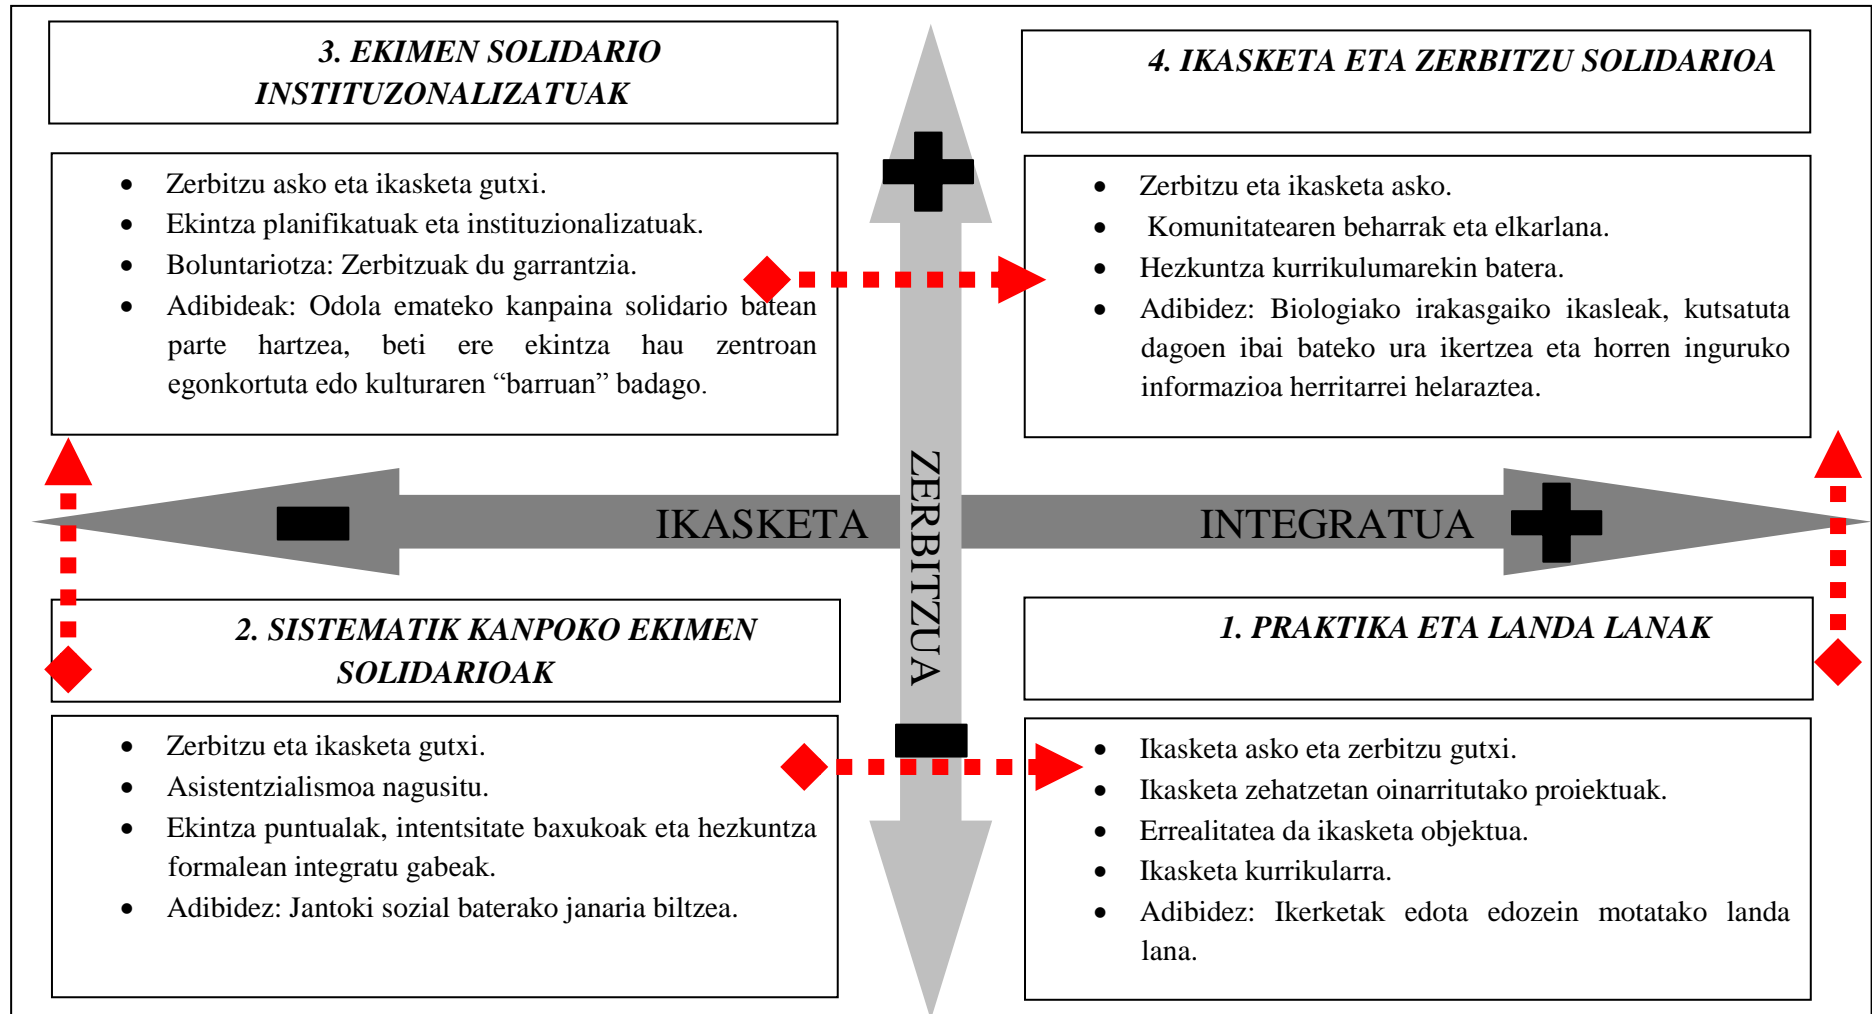 3. EKIMEN SOLIDARIO
INSTITUZONALIZATUAK
• Zerbitzu asko eta ikasketa gutxi.
• Ekintza planifikatuak eta instituzionalizatuak.
• Boluntariotza: Zerbitzuak du garrantzia.
• Adibideak: Odola emateko kanpaina solidario batean
parte hartzea, beti ere ekintza hau zentroan
egonkortuta edo kulturaren “barruan” badago.
4. IKASKETA ETA ZERBITZU SOLIDARIOA
• Zerbitzu eta ikasketa asko.
• Komunitatearen beharrak eta elkarlana.
• Hezkuntza kurrikulumarekin batera.
• Adibidez: Biologiako irakasgaiko ikasleak, kutsatuta
dagoen ibai bateko ura ikertzea eta horren inguruko
informazioa herritarrei helaraztea.
IKASKETA INTEGRATUA
ZERBITZUA
2. SISTEMATIK KANPOKO EKIMEN
SOLIDARIOAK
• Zerbitzu eta ikasketa gutxi.
• Asistentzialismoa nagusitu.
• Ekintza puntualak, intentsitate baxukoak eta hezkuntza
formalean integratu gabeak.
• Adibidez: Jantoki sozial baterako janaria biltzea.
1. PRAKTIKA ETA LANDA LANAK
• Ikasketa asko eta zerbitzu gutxi.
• Ikasketa zehatzetan oinarritutako proiektuak.
• Errealitatea da ikasketa objektua.
• Ikasketa kurrikularra.
• Adibidez: Ikerketak edota edozein motatako landa
lana.